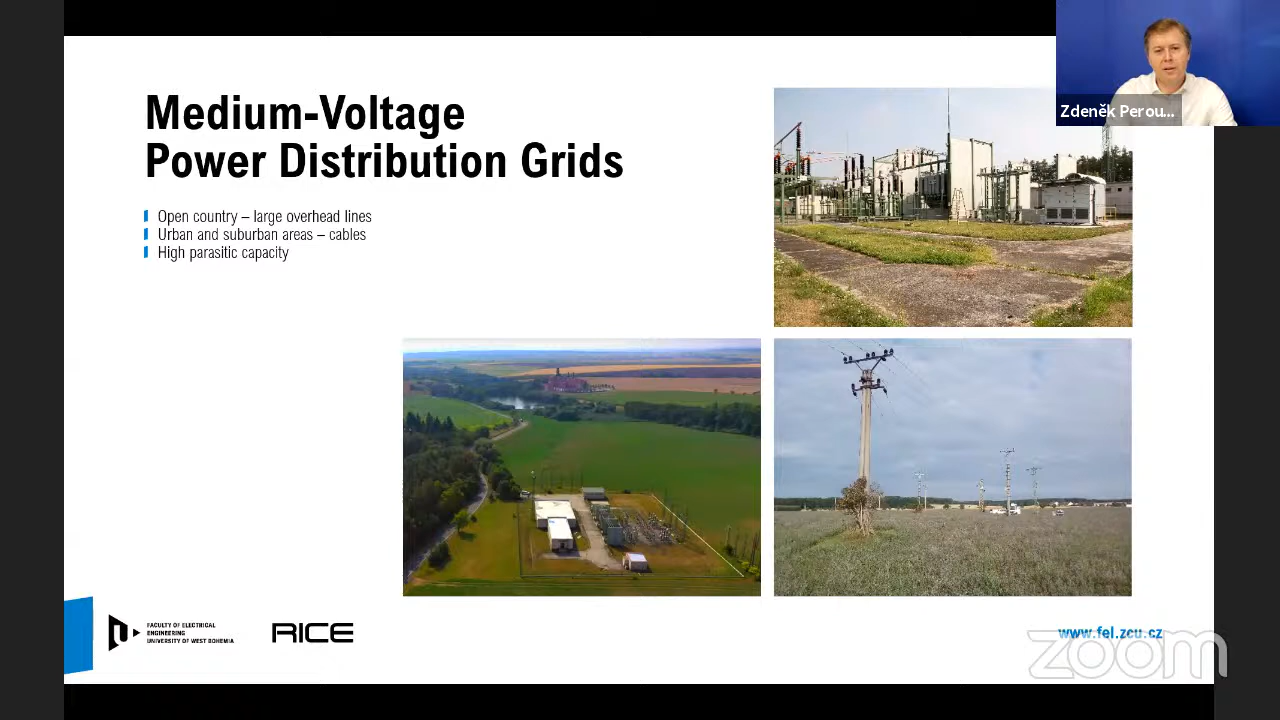 Medium-Voltage
Power Distribution Grids
Open country – large overhead lines
Urban and suburban areas – cables
High parasitic capacity
Zdeněk Perou...
FACULTY OF ELECTRICAL
ENGINEERING
UNIVERSITY OF WEST BOHEMIA
RICE
www.fel.zcu.cz
zoom